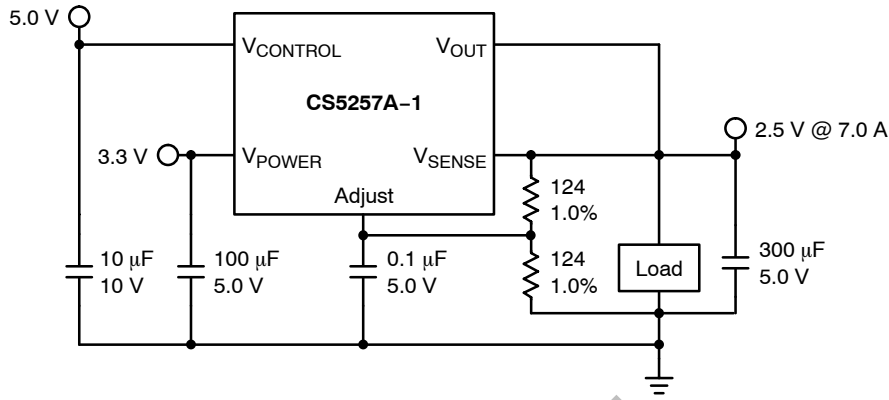 5.0 V
VCONTROL
VOUT
CS5257A−1
2.5 V @ 7.0 A
3.3 V
VPOWER
VSENSE
Adjust
124
1.0%
10 μF
10 V
100 μF
5.0 V
0.1 μF
5.0 V
124
1.0%
Load
300 μF
5.0 V